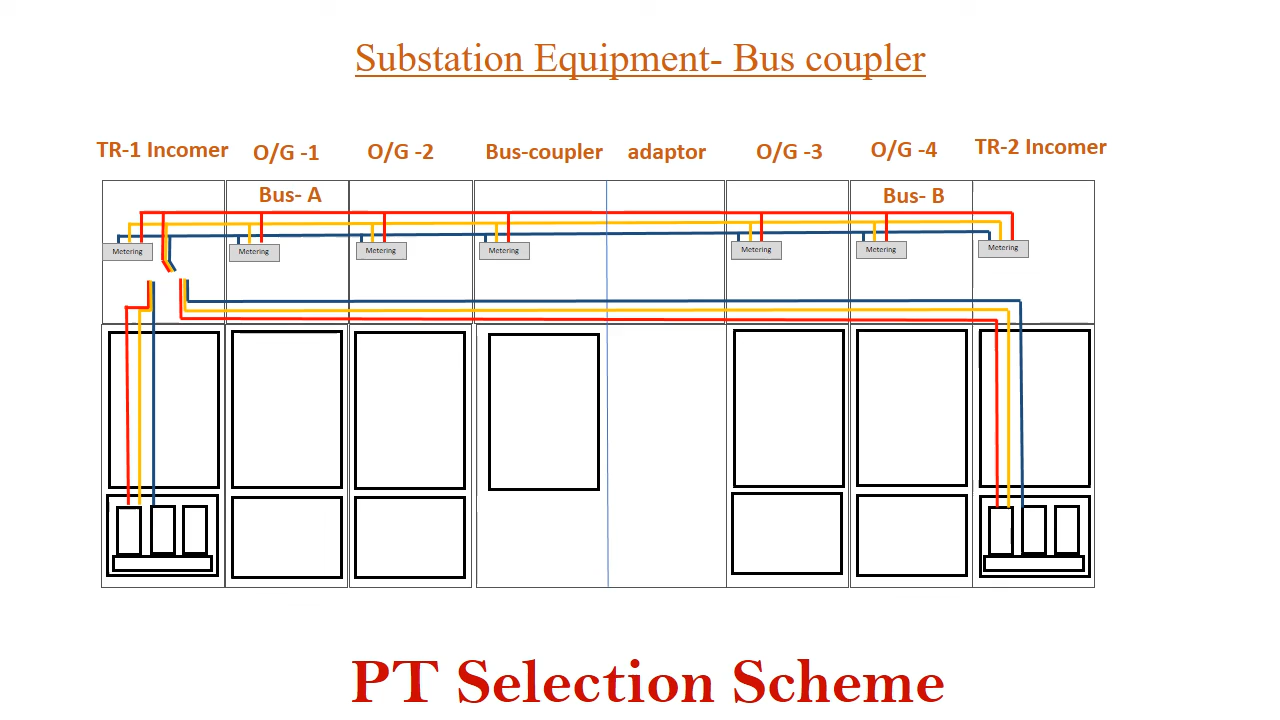 Substation Equipment- Bus coupler
TR-1 Incomer O/G -1 O/G -2 Bus-coupler adaptor O/G -3 O/G -4 TR-2 Incomer
Bus- A Bus- B
Metering Metering Metering Metering Metering Metering Metering
PT Selection Scheme